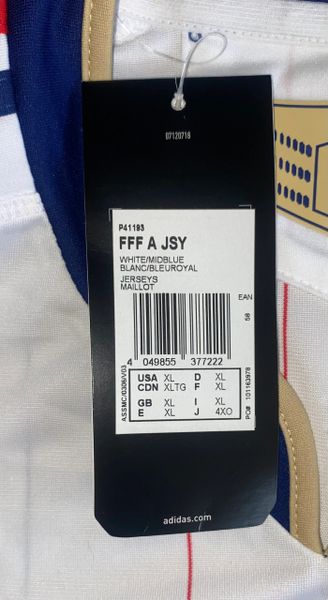 07120716
P41193
FFF A JSY
WHITE/MIDBLUE
BLANC/BLEUROYAL
JERSEYS
MAILLOT
EAN
58
4 049855 377222
USA XL D XL
CDN XLTG F XL
GB XL I XL
E XL J 4XO
ASSMC/0306/V03
PO# 101163978
adidas.com